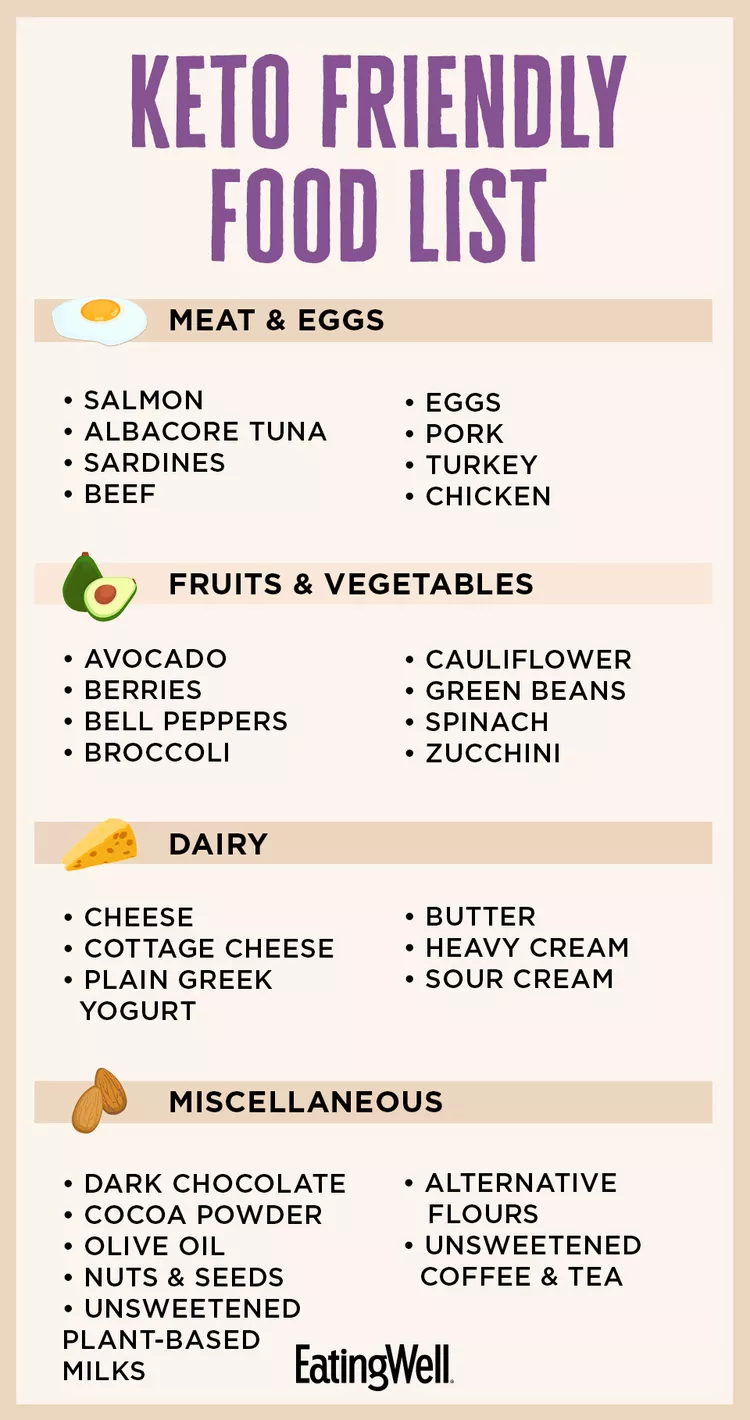 KETO FRIENDLY
FOOD LIST
MEAT & EGGS
• SALMON
• ALBACORE TUNA
• SARDINES
• BEEF
• EGGS
• PORK
• TURKEY
• CHICKEN
FRUITS & VEGETABLES
• AVOCADO
• BERRIES
• BELL PEPPERS
• BROCCOLI
• CAULIFLOWER
• GREEN BEANS
• SPINACH
• ZUCCHINI
DAIRY
• CHEESE
• COTTAGE CHEESE
• PLAIN GREEK
YOGURT
• BUTTER
• HEAVY CREAM
• SOUR CREAM
MISCELLANEOUS
• DARK CHOCOLATE
• COCOA POWDER
• OLIVE OIL
• NUTS & SEEDS
• UNSWEETENED
PLANT-BASED
MILKS
• ALTERNATIVE
FLOURS
• UNSWEETENED
COFFEE & TEA
EatingWell.